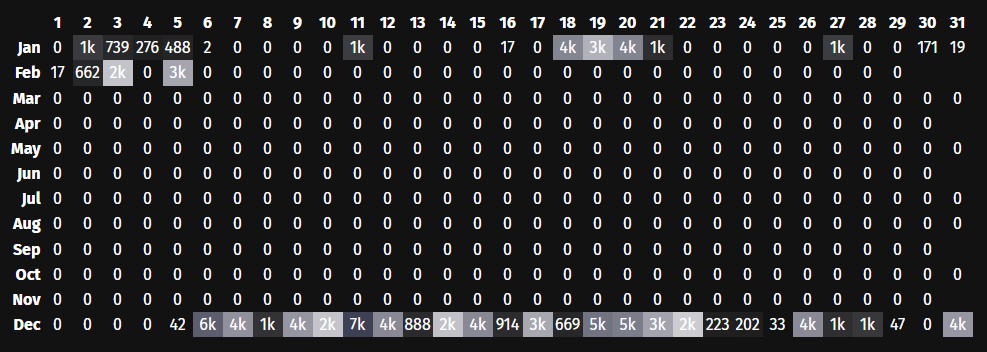 1 2 3 4 5 6 7 8 9 10 11 12 13 14 15 16 17 18 19 20 21 22 23 24 25 26 27 28 29 30 31
Jan 0 1k 739 276 488 2 0 0 0 0 1k 0 0 0 0 17 0 4k 3k 4k 1k 0 0 0 0 0 1k 0 0 171 19
Feb 17 662 2k 0 3k 0 0 0 0 0 0 0 0 0 0 0 0 0 0 0 0 0 0 0 0 0 0 0 0
Mar 0 0 0 0 0 0 0 0 0 0 0 0 0 0 0 0 0 0 0 0 0 0 0 0 0 0 0 0 0 0 0
Apr 0 0 0 0 0 0 0 0 0 0 0 0 0 0 0 0 0 0 0 0 0 0 0 0 0 0 0 0 0 0
May 0 0 0 0 0 0 0 0 0 0 0 0 0 0 0 0 0 0 0 0 0 0 0 0 0 0 0 0 0 0 0
Jun 0 0 0 0 0 0 0 0 0 0 0 0 0 0 0 0 0 0 0 0 0 0 0 0 0 0 0 0 0 0
Jul 0 0 0 0 0 0 0 0 0 0 0 0 0 0 0 0 0 0 0 0 0 0 0 0 0 0 0 0 0 0 0
Aug 0 0 0 0 0 0 0 0 0 0 0 0 0 0 0 0 0 0 0 0 0 0 0 0 0 0 0 0 0 0 0
Sep 0 0 0 0 0 0 0 0 0 0 0 0 0 0 0 0 0 0 0 0 0 0 0 0 0 0 0 0 0 0
Oct 0 0 0 0 0 0 0 0 0 0 0 0 0 0 0 0 0 0 0 0 0 0 0 0 0 0 0 0 0 0 0
Nov 0 0 0 0 0 0 0 0 0 0 0 0 0 0 0 0 0 0 0 0 0 0 0 0 0 0 0 0 0 0
Dec 0 0 0 0 42 6k 4k 1k 4k 2k 7k 4k 888 2k 4k 914 3k 669 5k 5k 3k 2k 223 202 33 4k 1k 1k 47 0 4k